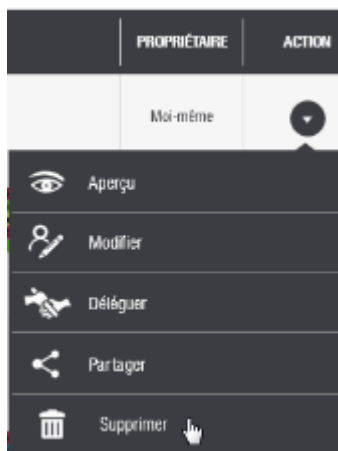 PROPRIÉTAIRE ACTION
Moi-même
Aperçu
Modifier
Déléguer
Partager
Supprimer